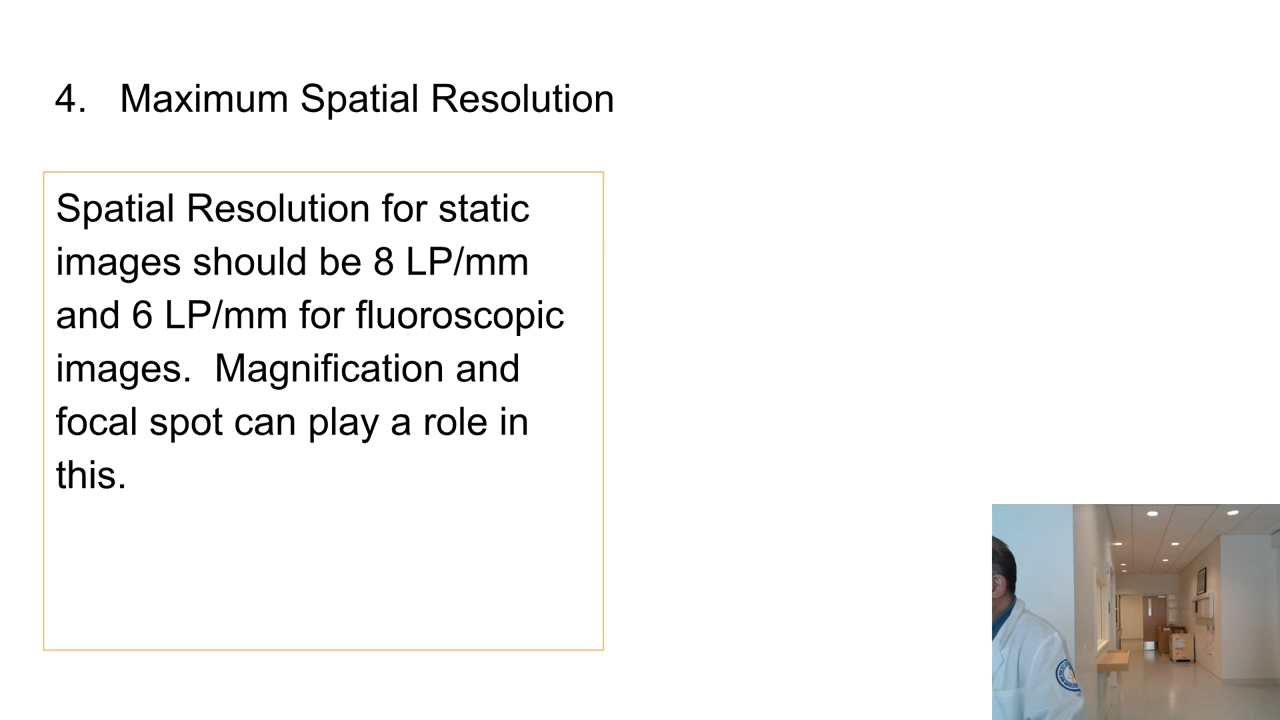 4. Maximum Spatial Resolution
Spatial Resolution for static
images should be 8 LP/mm
and 6 LP/mm for fluoroscopic
images. Magnification and
focal spot can play a role in
this.